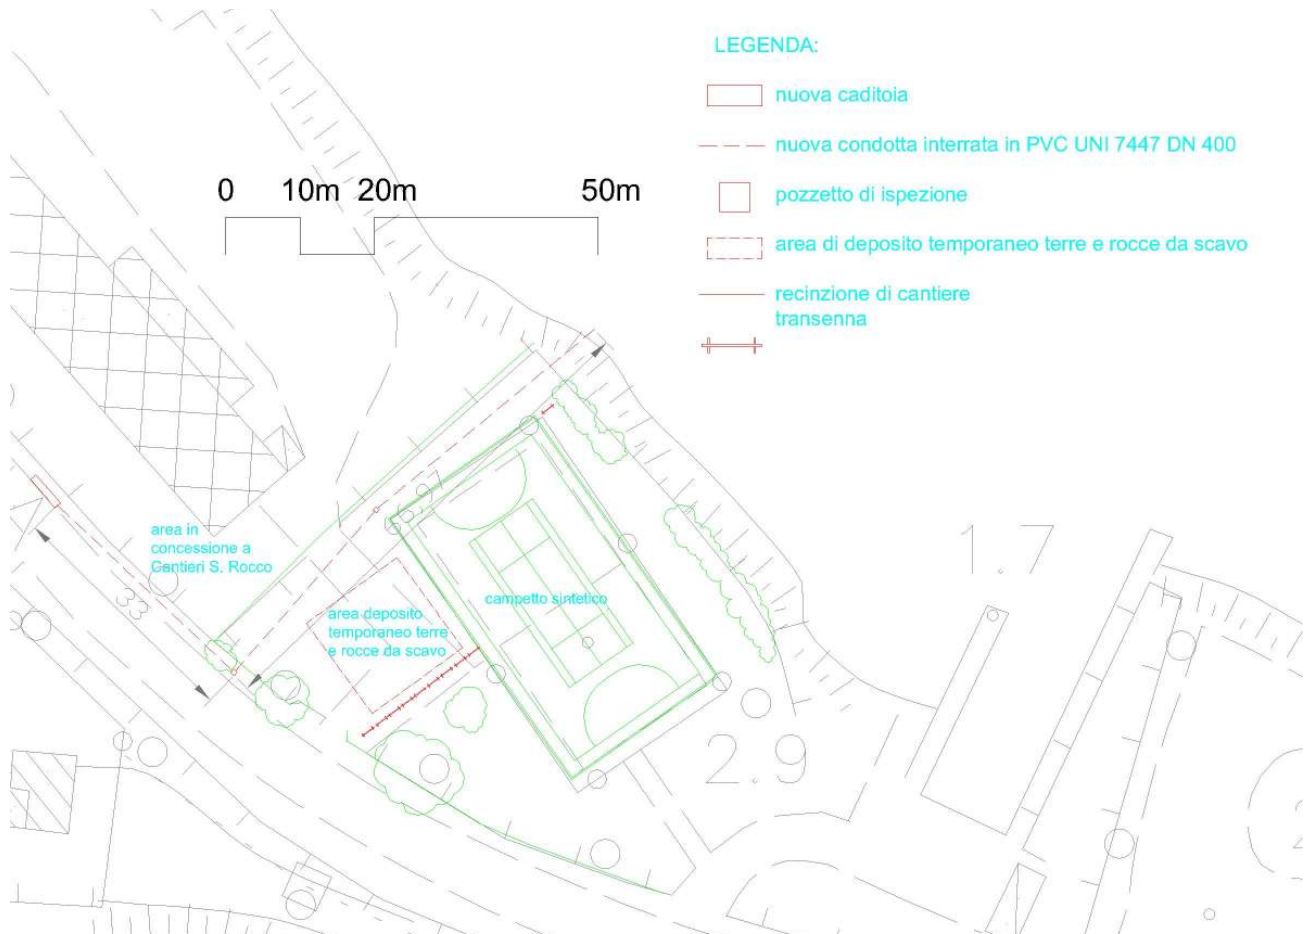 LEGENDA:
nuova caditoia
nuova condotta interrata in PVC UNI 7447 DN 400
0 10m 20m 50m
pozzetto di ispezione
area di deposito temporaneo terre e rocce da scavo
recinzione di cantiere
transenna
area in
concessione a
Cantieri S. Rocco
33
1.7
campetto sintetico
area deposito
temporaneo terre
e rocce da scavo
2.9